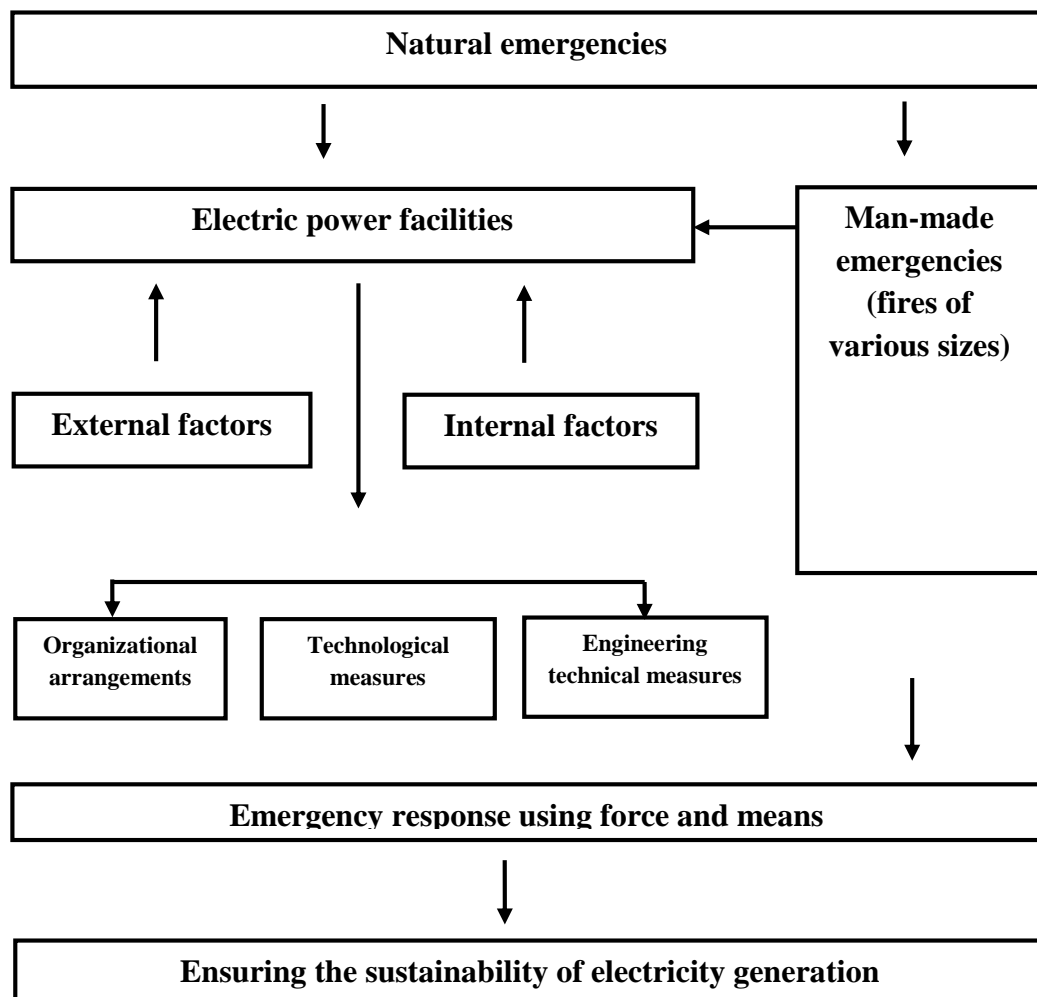 Natural emergencies
Electric power facilities
Man-made
emergencies
(fires of
various sizes)
External factors
Internal factors
Organizational
arrangements
Technological
measures
Engineering
technical measures
Emergency response using force and means
Ensuring the sustainability of electricity generation